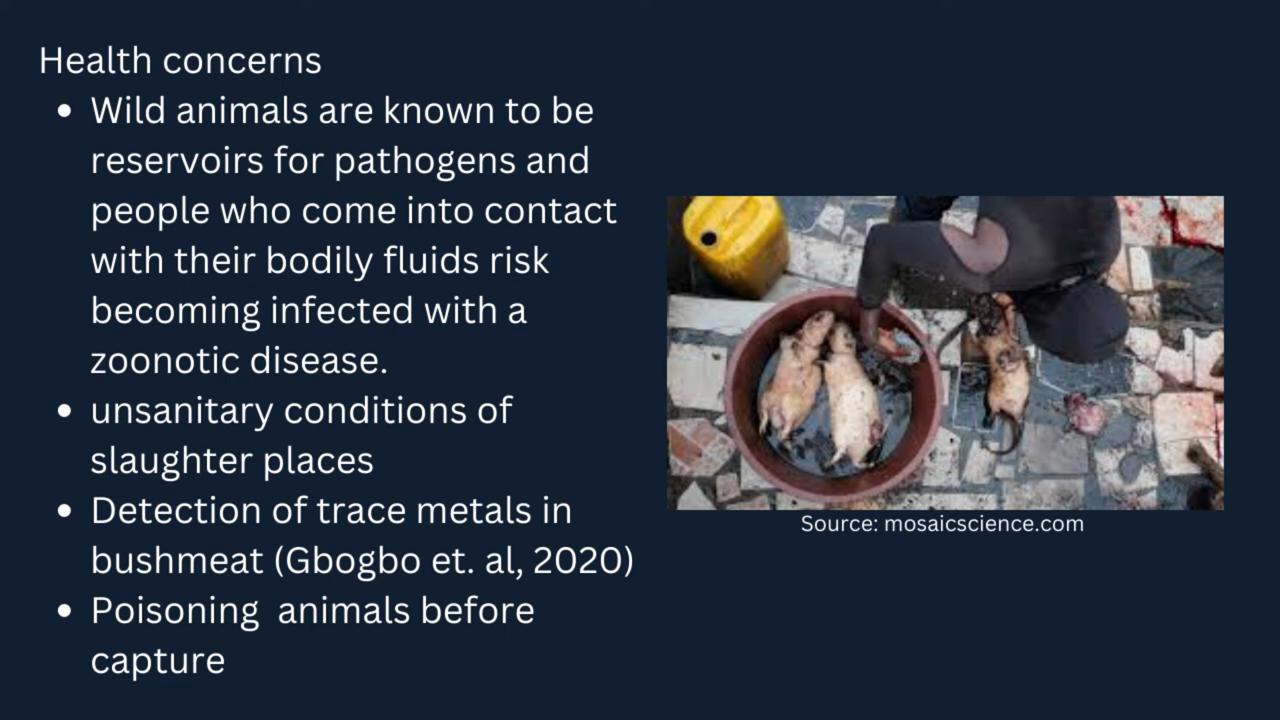 Health concerns
• Wild animals are known to be
reservoirs for pathogens and
people who come into contact
with their bodily fluids risk
becoming infected with a
zoonotic disease.
• unsanitary conditions of
slaughter places
• Detection of trace metals in
bushmeat (Gbogbo et. al, 2020)
• Poisoning  animals before
capture
Source: mosaicscience.com